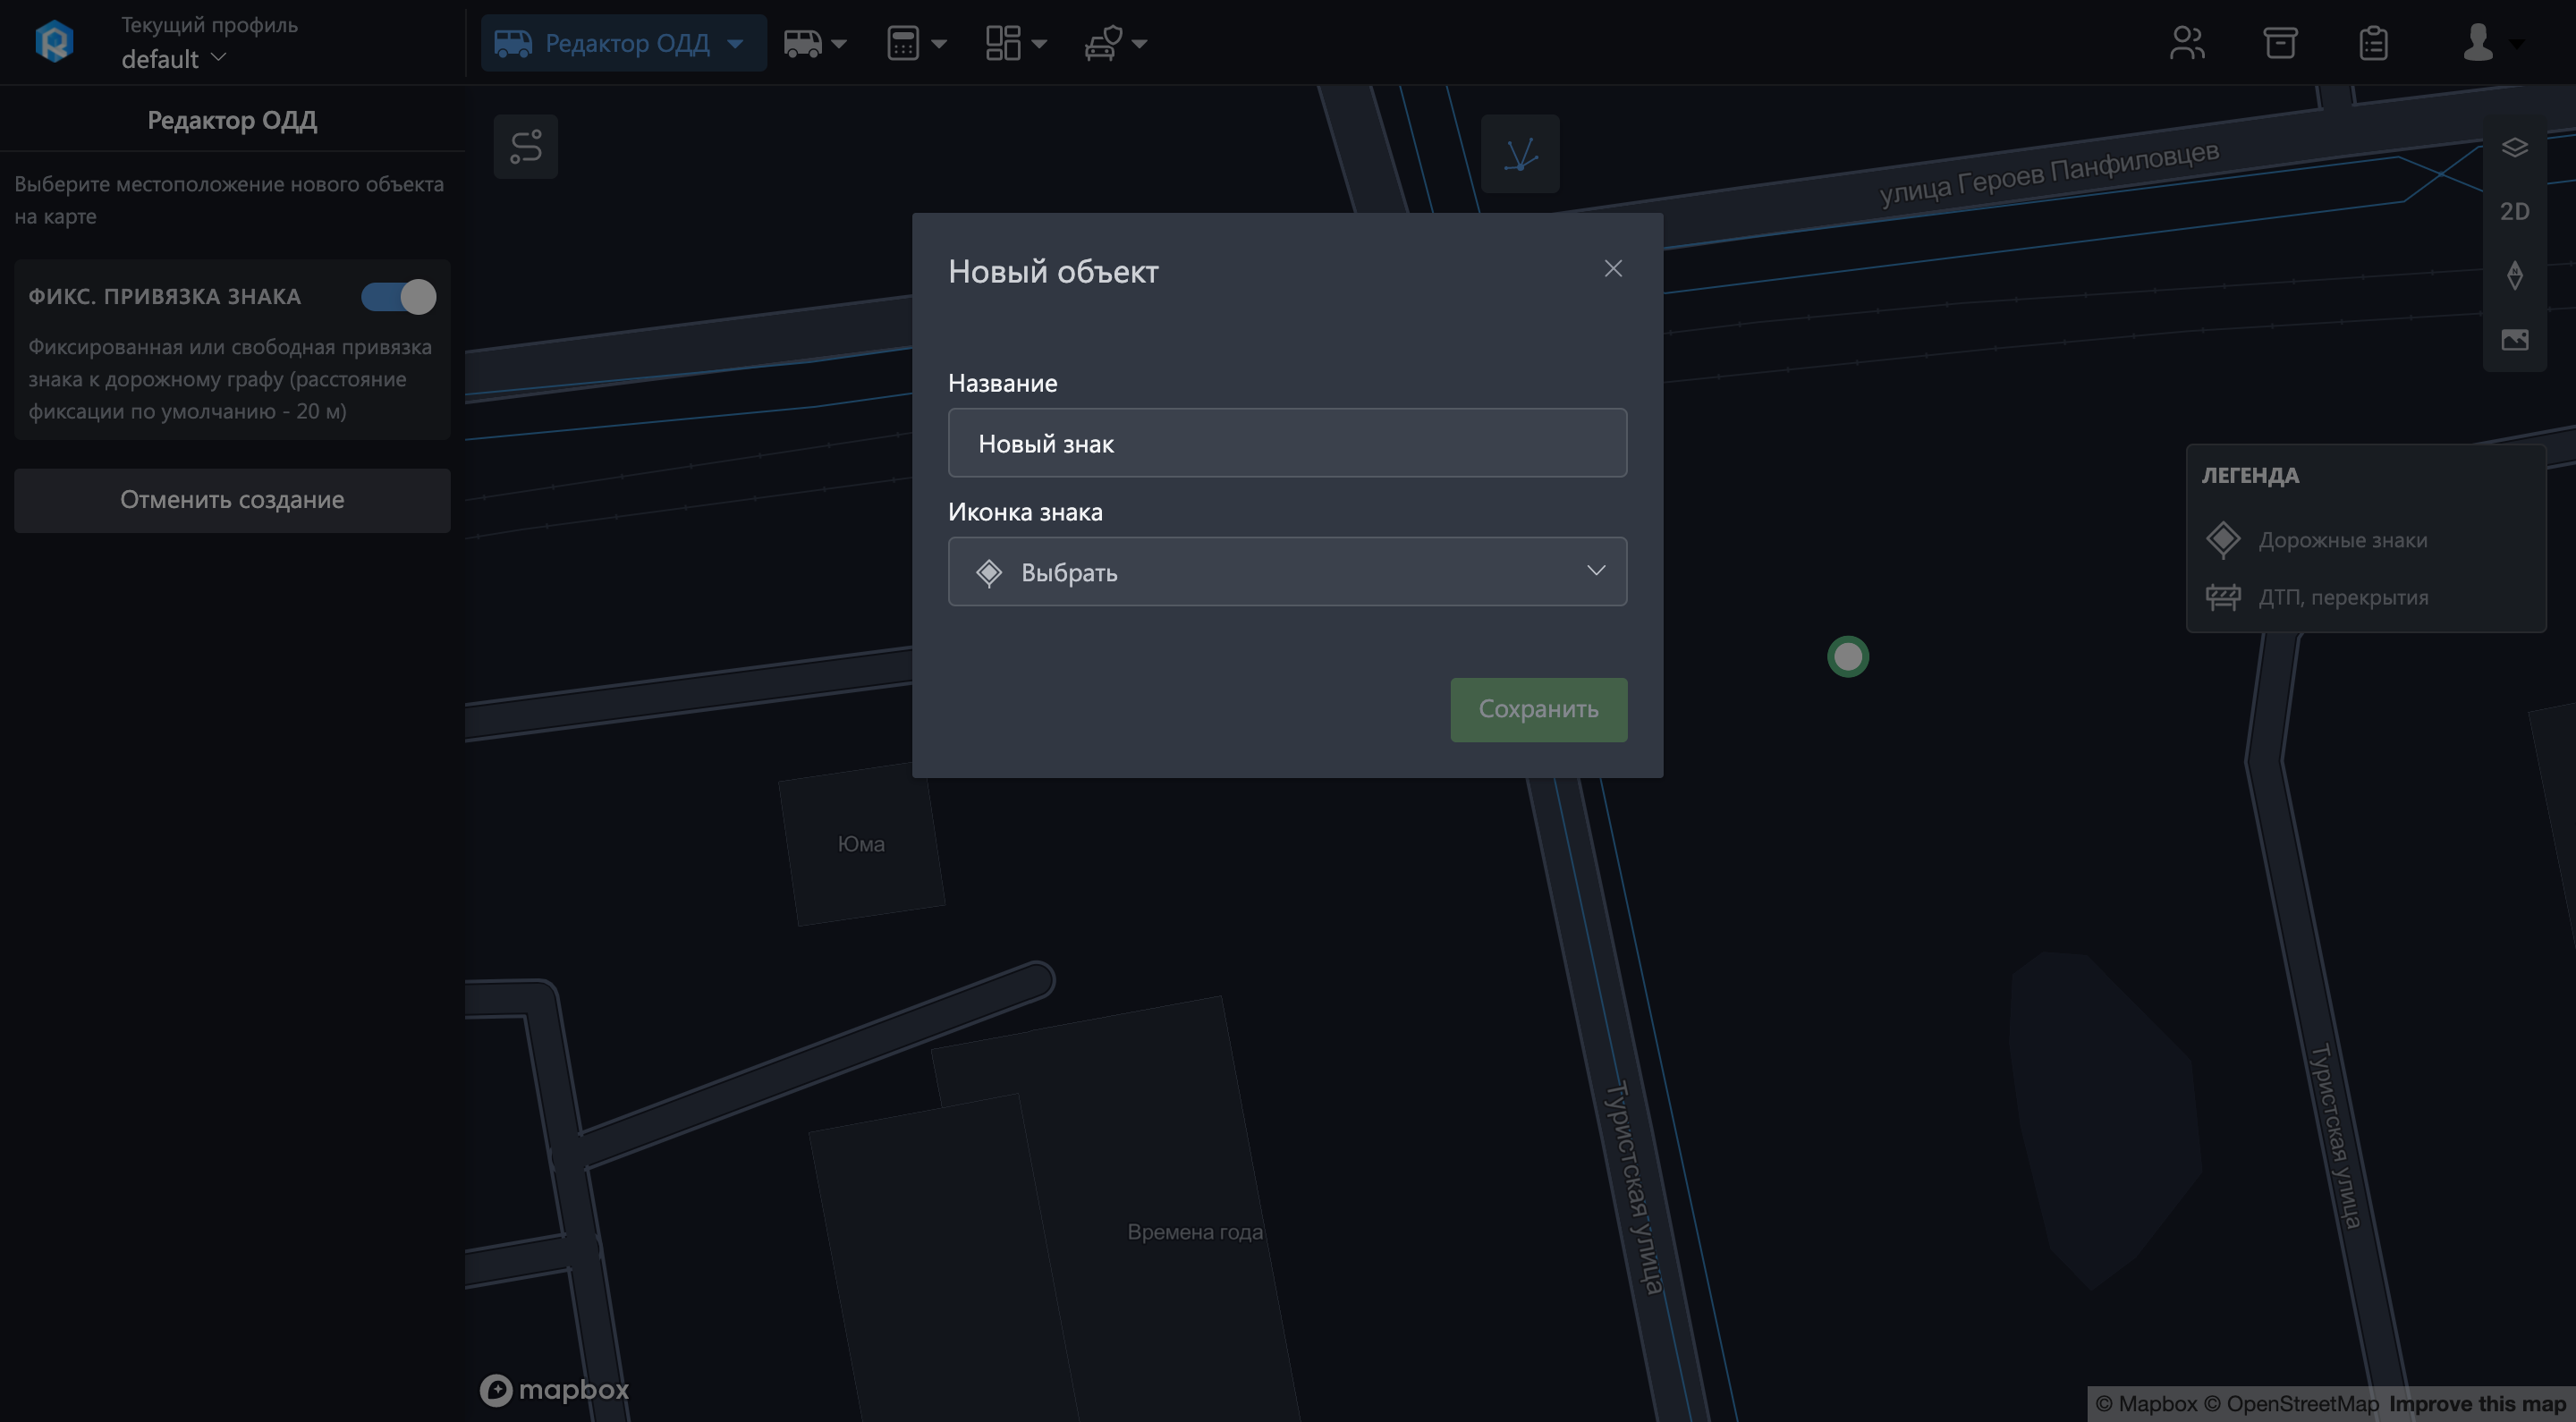 Текущий профиль
default
Редактор ОДД
Редактор ОДД
Выберите местоположение нового объекта
на карте
ФИКС. ПРИВЯЗКА ЗНАКА
Фиксированная или свободная привязка
знака к дорожному графу (расстояние
фиксации по умолчанию - 20 м)
Отменить создание
Новый объект
Название
Новый знак
Иконка знака
Выбрать
Сохранить
улица Героев Панфиловцев
2D
N
ЛЕГЕНДА
Дорожные знаки
ДТП, перекрытия
Юма
Времена года
Туристская улица
Туристская улица
mapbox
© Mapbox © OpenStreetMap Improve this map